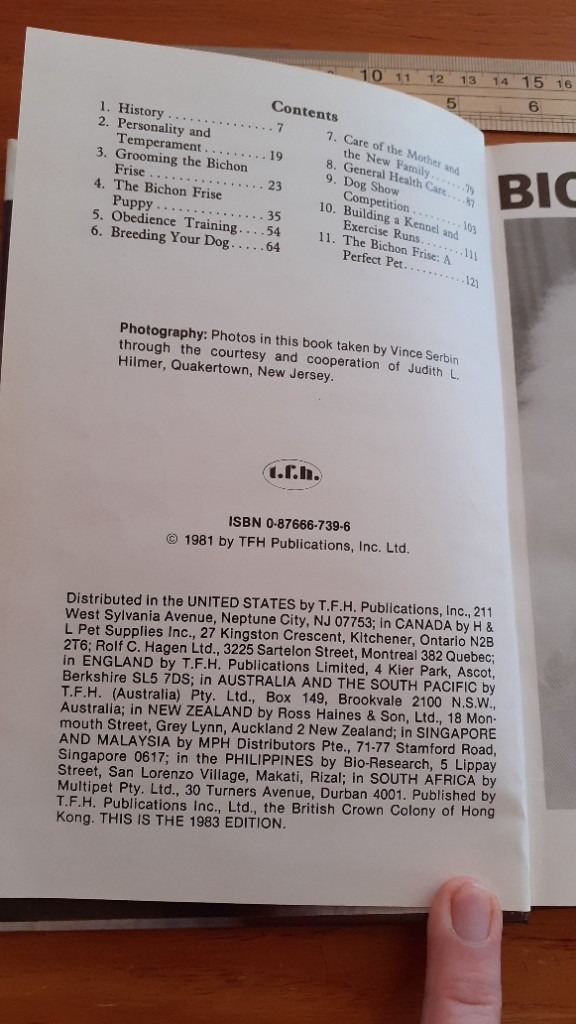 Contents
1. History ............... 7
2. Personality and
Temperament ......... 19
3. Grooming the Bichon
Frise ................ 23
4. The Bichon Frise
Puppy ............... 35
5. Obedience Training .... 54
6. Breeding Your Dog ..... 64
7. Care of the Mother and
the New Family ....... 79
8. General Health Care .... 87
9. Dog Show
Competition ......... 103
10. Building a Kennel and
Exercise Runs ........ 111
11. The Bichon Frise: A
Perfect Pet .......... 121
Photography: Photos in this book taken by Vince Serbin
through the courtesy and cooperation of Judith L.
Hilmer, Quakertown, New Jersey.
t.f.h.
ISBN 0-87666-739-6
© 1981 by TFH Publications, Inc. Ltd.
Distributed in the UNITED STATES by T.F.H. Publications, Inc., 211
West Sylvania Avenue, Neptune City, NJ 07753; in CANADA by H &
L Pet Supplies Inc., 27 Kingston Crescent, Kitchener, Ontario N2B
2T6; Rolf C. Hagen Ltd., 3225 Sartelon Street, Montreal 382 Quebec;
in ENGLAND by T.F.H. Publications Limited, 4 Kier Park, Ascot,
Berkshire SL5 7DS; in AUSTRALIA AND THE SOUTH PACIFIC by
T.F.H. (Australia) Pty. Ltd., Box 149, Brookvale 2100 N.S.W.,
Australia; in NEW ZEALAND by Ross Haines & Son, Ltd., 18 Mon-
mouth Street, Grey Lynn, Auckland 2 New Zealand; in SINGAPORE
AND MALAYSIA by MPH Distributors Pte., 71-77 Stamford Road,
Singapore 0617; in the PHILIPPINES by Bio-Research, 5 Lippay
Street, San Lorenzo Village, Makati, Rizal; in SOUTH AFRICA by
Multipet Pty. Ltd., 30 Turners Avenue, Durban 4001. Published by
T.F.H. Publications Inc., Ltd., the British Crown Colony of Hong
Kong. THIS IS THE 1983 EDITION.
BIC
10 11 12 13 14 15 16
5 6